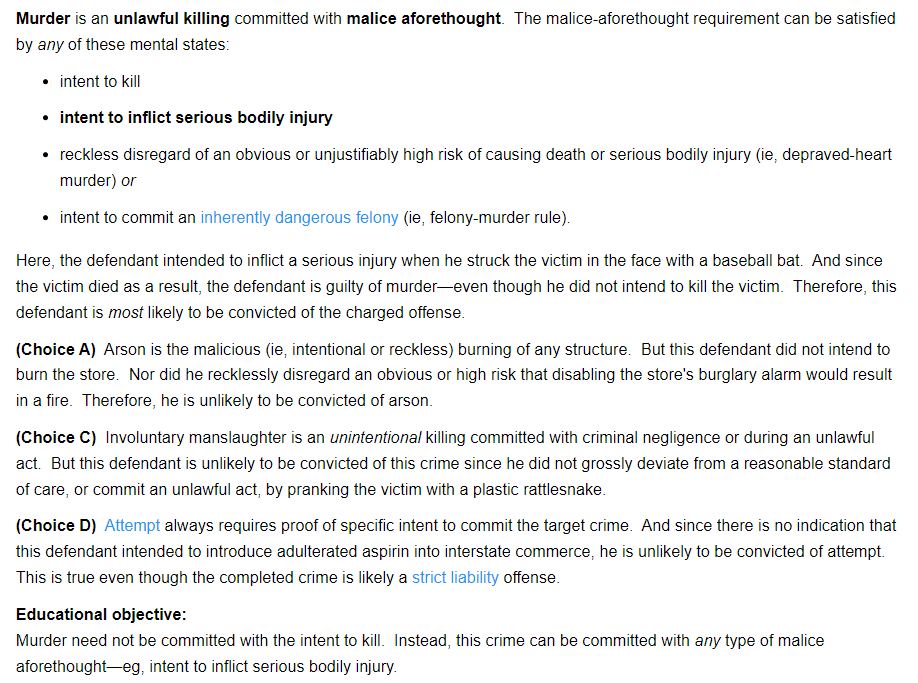 Murder is an unlawful killing committed with malice aforethought. The malice-aforethought requirement can be satisfied
by any of these mental states:
• intent to kill
• intent to inflict serious bodily injury
• reckless disregard of an obvious or unjustifiably high risk of causing death or serious bodily injury (ie, depraved-heart
murder) or
• intent to commit an inherently dangerous felony (ie, felony-murder rule).
Here, the defendant intended to inflict a serious injury when he struck the victim in the face with a baseball bat. And since
the victim died as a result, the defendant is guilty of murder—even though he did not intend to kill the victim. Therefore, this
defendant is most likely to be convicted of the charged offense.
(Choice A) Arson is the malicious (ie, intentional or reckless) burning of any structure. But this defendant did not intend to
burn the store. Nor did he recklessly disregard an obvious or high risk that disabling the store's burglary alarm would result
in a fire. Therefore, he is unlikely to be convicted of arson.
(Choice C) Involuntary manslaughter is an unintentional killing committed with criminal negligence or during an unlawful
act. But this defendant is unlikely to be convicted of this crime since he did not grossly deviate from a reasonable standard
of care, or commit an unlawful act, by pranking the victim with a plastic rattlesnake.
(Choice D) Attempt always requires proof of specific intent to commit the target crime. And since there is no indication that
this defendant intended to introduce adulterated aspirin into interstate commerce, he is unlikely to be convicted of attempt.
This is true even though the completed crime is likely a strict liability offense.
Educational objective:
Murder need not be committed with the intent to kill. Instead, this crime can be committed with any type of malice
aforethought—eg, intent to inflict serious bodily injury.